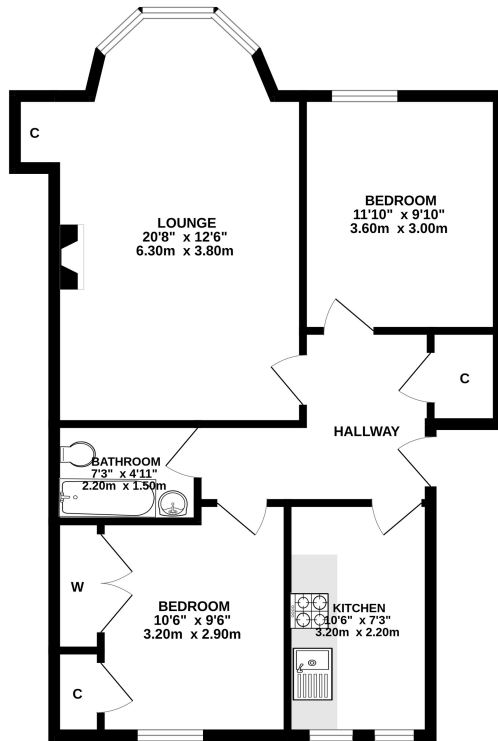 C
LOUNGE
20'8" x 12'6"
6.30m x 3.80m
BEDROOM
11'10" x 9'10"
3.60m x 3.00m
C
HALLWAY
BATHROOM
7'3" x 4'11"
2.20m x 1.50m
W
BEDROOM
10'6" x 9'6"
3.20m x 2.90m
KITCHEN
10'6" x 7'3"
3.20m x 2.20m
C